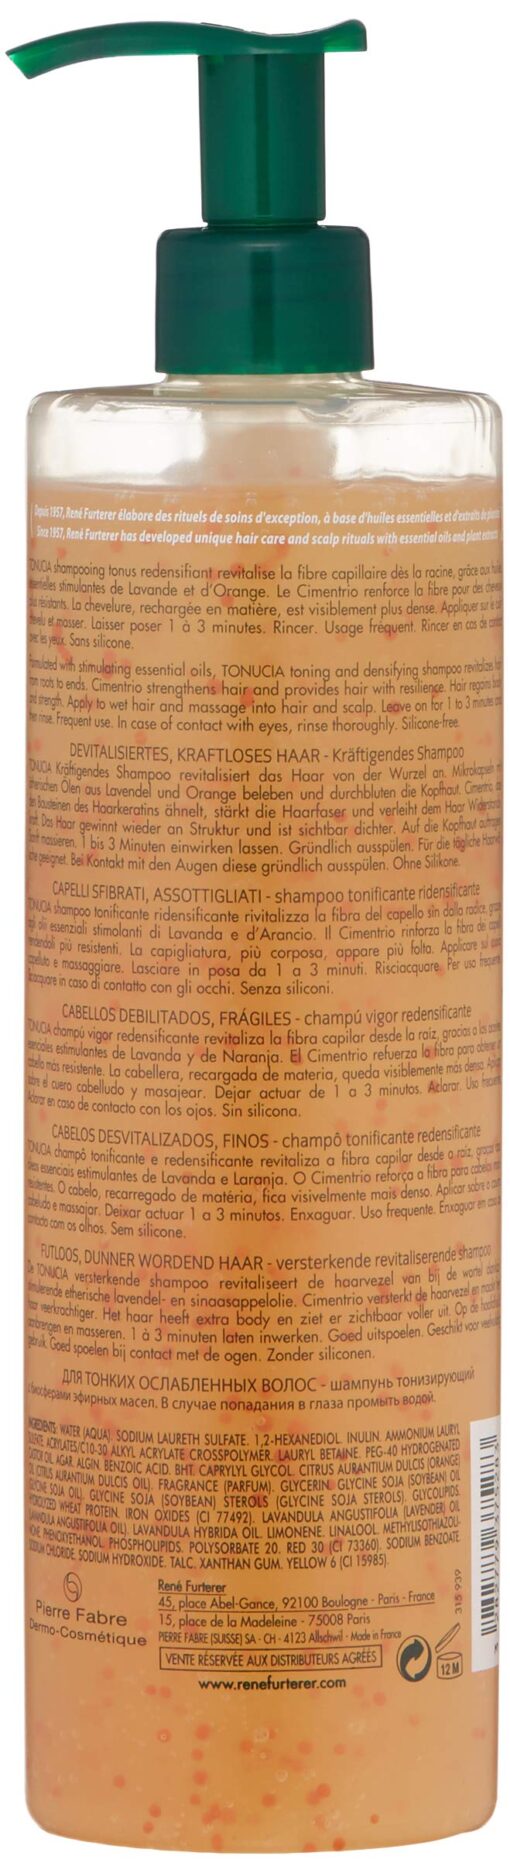 Depuis 1957, René Furterer élabore des rituels de soins d'exception, à base d'huiles essentielles et d'extraits de plantes
Since 1957, René Furterer has developed unique hair care and scalp rituals with essential oils and plant extracts
TONUCIA shampooing tonus redensifiant revitalise la fibre capillaire dès la racine, grâce aux huiles
essentielles stimulantes de Lavande et d'Orange. Le Cimentrio renforce la fibre pour des cheveux
plus résistants. La chevelure, rechargée en matière, est visiblement plus dense. Appliquer sur le cuir
chevelu et masser. Laisser poser 1 à 3 minutes. Rincer. Usage fréquent. Rincer en cas de contact
avec les yeux. Sans silicone.
Formulated with stimulating essential oils, TONUCIA toning and densifying shampoo revitalizes hair
from roots to ends. Cimentrio strengthens hair and provides hair with resilience. Hair regains body
and strength. Apply to wet hair and massage into hair and scalp. Leave on for 1 to 3 minutes and
then rinse. Frequent use. In case of contact with eyes, rinse thoroughly. Silicone-free.
DEVITALISIERTES, KRAFTLOSES HAAR - Kräftigendes Shampoo
TONUCIA Kräftigendes Shampoo revitalisiert das Haar von der Wurzel an. Mikrokapseln mit
ätherischen Ölen aus Lavendel und Orange beleben und durchbluten die Kopfhaut. Cimentrio, das
den Bausteinen des Haarkeratins ähnelt, stärkt die Haarfaser und verleiht dem Haar
Das Haar gewinnt wieder an Struktur und ist sichtbar dichter. Auf die Kopfhaut auftragen
massieren. 1 bis 3 Minuten einwirken lassen. Gründlich ausspülen. Für die tägliche
geeignet. Bei Kontakt mit den Augen diese gründlich ausspülen. Ohne Silikone.
CAPELLI SFIBRATI, ASSOTTIGLIATI - shampoo tonificante ridensificante
TONUCIA shampoo tonificante ridensificante rivitalizza la fibra del capello sin dalla radice, grazie
agli olii essenziali stimolanti di Lavanda e d'Arancio. Il Cimentrio rinforza la fibra dei capelli
rendendoli più resistenti. La capigliatura, più corposa, appare più folta. Applicare sul cuoio
capelluto e massaggiare. Lasciare in posa da 1 a 3 minuti. Risciacquare. Per uso frequente.
Risciacquare in caso di contatto con gli occhi. Senza siliconi.
CABELLOS DEBILITADOS, FRÁGILES - champú vigor redensificante
TONUCIA champú vigor redensificante revitaliza la fibra capilar desde la raíz, gracias a los aceites
esenciales estimulantes de Lavanda y de Naranja. El Cimentrio refuerza la fibra para obtener un
cabello más resistente. La cabellera, recargada de materia, queda visiblemente más densa. Aplicar
sobre el cuero cabelludo y masajear. Dejar actuar de 1 a 3 minutos. Aclarar. Uso frecuente.
Aclarar en caso de contacto con los ojos. Sin silicona.
CABELOS DESVITALIZADOS, FINOS - champô tonificante redensificante
TONUCIA champô tonificante e redensificante revitaliza a fibra capilar desde a raiz, graças aos
óleos essenciais estimulantes de Lavanda e Laranja. O Cimentrio reforça a fibra para cabelos mais
resistentes. O cabelo, recarregado de matéria, fica visivelmente mais denso. Aplicar sobre o couro
cabeludo e massajar. Deixar actuar 1 a 3 minutos. Enxaguar. Uso frequente. Enxaguar em caso de
contacto com os olhos. Sem silicone.
FUTLOOS, DUNNER WORDEND HAAR - versterkende revitaliserende shampoo
De TONUCIA versterkende shampoo revitaliseert de haarvezel van bij de wortel dankzij
stimulerende etherische lavendel- en sinaasappelolie. Cimentrio versterkt de haarvezel en maakt het
haar veerkrachtiger. Het haar heeft extra body en ziet er zichtbaar voller uit. Op de hoofdhuid
aanbrengen en masseren. 1 à 3 minuten laten inwerken. Goed uitspoelen. Geschikt voor veelvuldig
gebruik. Goed spoelen bij contact met de ogen. Zonder siliconen.
ДЛЯ ТОНКИХ ОСЛАБЛЕННЫХ ВОЛОС - шампунь тонизирующий
с биосферами эфирных масел. В случае попадания в глаза промыть водой.
INGREDIENTS: WATER (AQUA). SODIUM LAURETH SULFATE. 1,2-HEXANEDIOL. INULIN. AMMONIUM LAURYL
SULFATE. ACRYLATES/C10-30 ALKYL ACRYLATE CROSSPOLYMER. LAURYL BETAINE. PEG-40 HYDROGENATED
CASTOR OIL. AGAR. ALGIN. BENZOIC ACID. BHT. CAPRYLYL GLYCOL. CITRUS AURANTIUM DULCIS (ORANGE)
OIL (CITRUS AURANTIUM DULCIS OIL). FRAGRANCE (PARFUM). GLYCERIN. GLYCINE SOJA (SOYBEAN) OIL
(GLYCINE SOJA OIL). GLYCINE SOJA (SOYBEAN) STEROLS (GLYCINE SOJA STEROLS). GLYCOLIPIDS.
HYDROLYZED WHEAT PROTEIN. IRON OXIDES (CI 77492). LAVANDULA ANGUSTIFOLIA (LAVENDER) OIL
(LAVANDULA ANGUSTIFOLIA OIL). LAVANDULA HYBRIDA OIL. LIMONENE. LINALOOL. METHYLISOTHIAZOLI-
NONE. PHENOXYETHANOL. PHOSPHOLIPIDS. POLYSORBATE 20. RED 30 (CI 73360). SODIUM BENZOATE.
SODIUM CHLORIDE. SODIUM HYDROXIDE. TALC. XANTHAN GUM. YELLOW 6 (CI 15985).
Pierre Fabre
Dermo-Cosmétique
René Furterer
45, place Abel-Gance, 92100 Boulogne - Paris - France
15, place de la Madeleine - 75008 Paris
PIERRE FABRE (SUISSE) SA - CH - 4123 Allschwil - Made in France
VENTE RÉSERVÉE AUX DISTRIBUTEURS AGRÉÉS
www.renefurterer.com
315 939
12 M